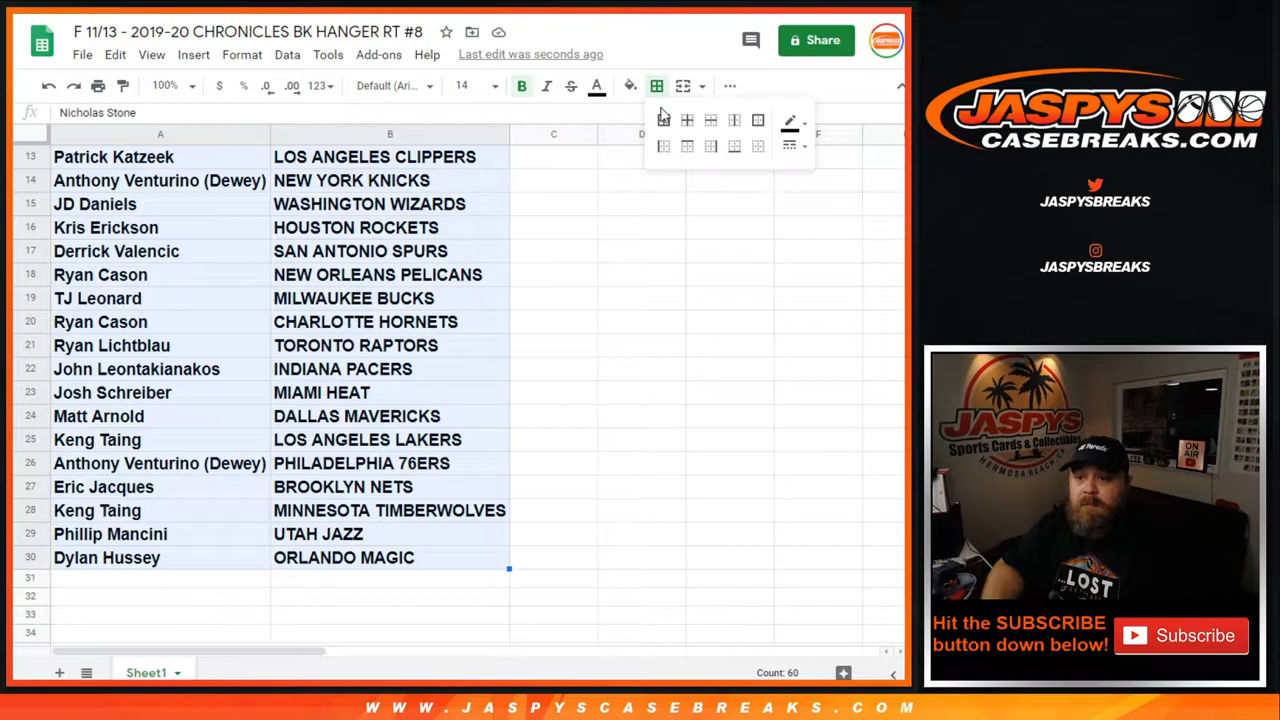 F 11/13 - 2019-20 CHRONICLES BK HANGER RT #8
File Edit View Insert Format Data Tools Add-ons Help Last edit was seconds ago
Share
100% $ % .0 .00 123 Default (Ari... 14 B I S A
fx Nicholas Stone
A B C D F
13 Patrick Katzeek LOS ANGELES CLIPPERS
14 Anthony Venturino (Dewey) NEW YORK KNICKS
15 JD Daniels WASHINGTON WIZARDS
16 Kris Erickson HOUSTON ROCKETS
17 Derrick Valencic SAN ANTONIO SPURS
18 Ryan Cason NEW ORLEANS PELICANS
19 TJ Leonard MILWAUKEE BUCKS
20 Ryan Cason CHARLOTTE HORNETS
21 Ryan Lichtblau TORONTO RAPTORS
22 John Leontakianakos INDIANA PACERS
23 Josh Schreiber MIAMI HEAT
24 Matt Arnold DALLAS MAVERICKS
25 Keng Taing LOS ANGELES LAKERS
26 Anthony Venturino (Dewey) PHILADELPHIA 76ERS
27 Eric Jacques BROOKLYN NETS
28 Keng Taing MINNESOTA TIMBERWOLVES
29 Phillip Mancini UTAH JAZZ
30 Dylan Hussey ORLANDO MAGIC
31
32
33
34
Sheet1 Count: 60
JASPYS
CASEBREAKS.COM
JASPYSBREAKS
JASPYSBREAKS
JASPYS
Sports Cards & Collectibles
HERMOSA BEACH, CA
ON AIR
LOST
Hit the SUBSCRIBE
button down below!
Subscribe
WWW.JASPYSCASEBREAKS.COM